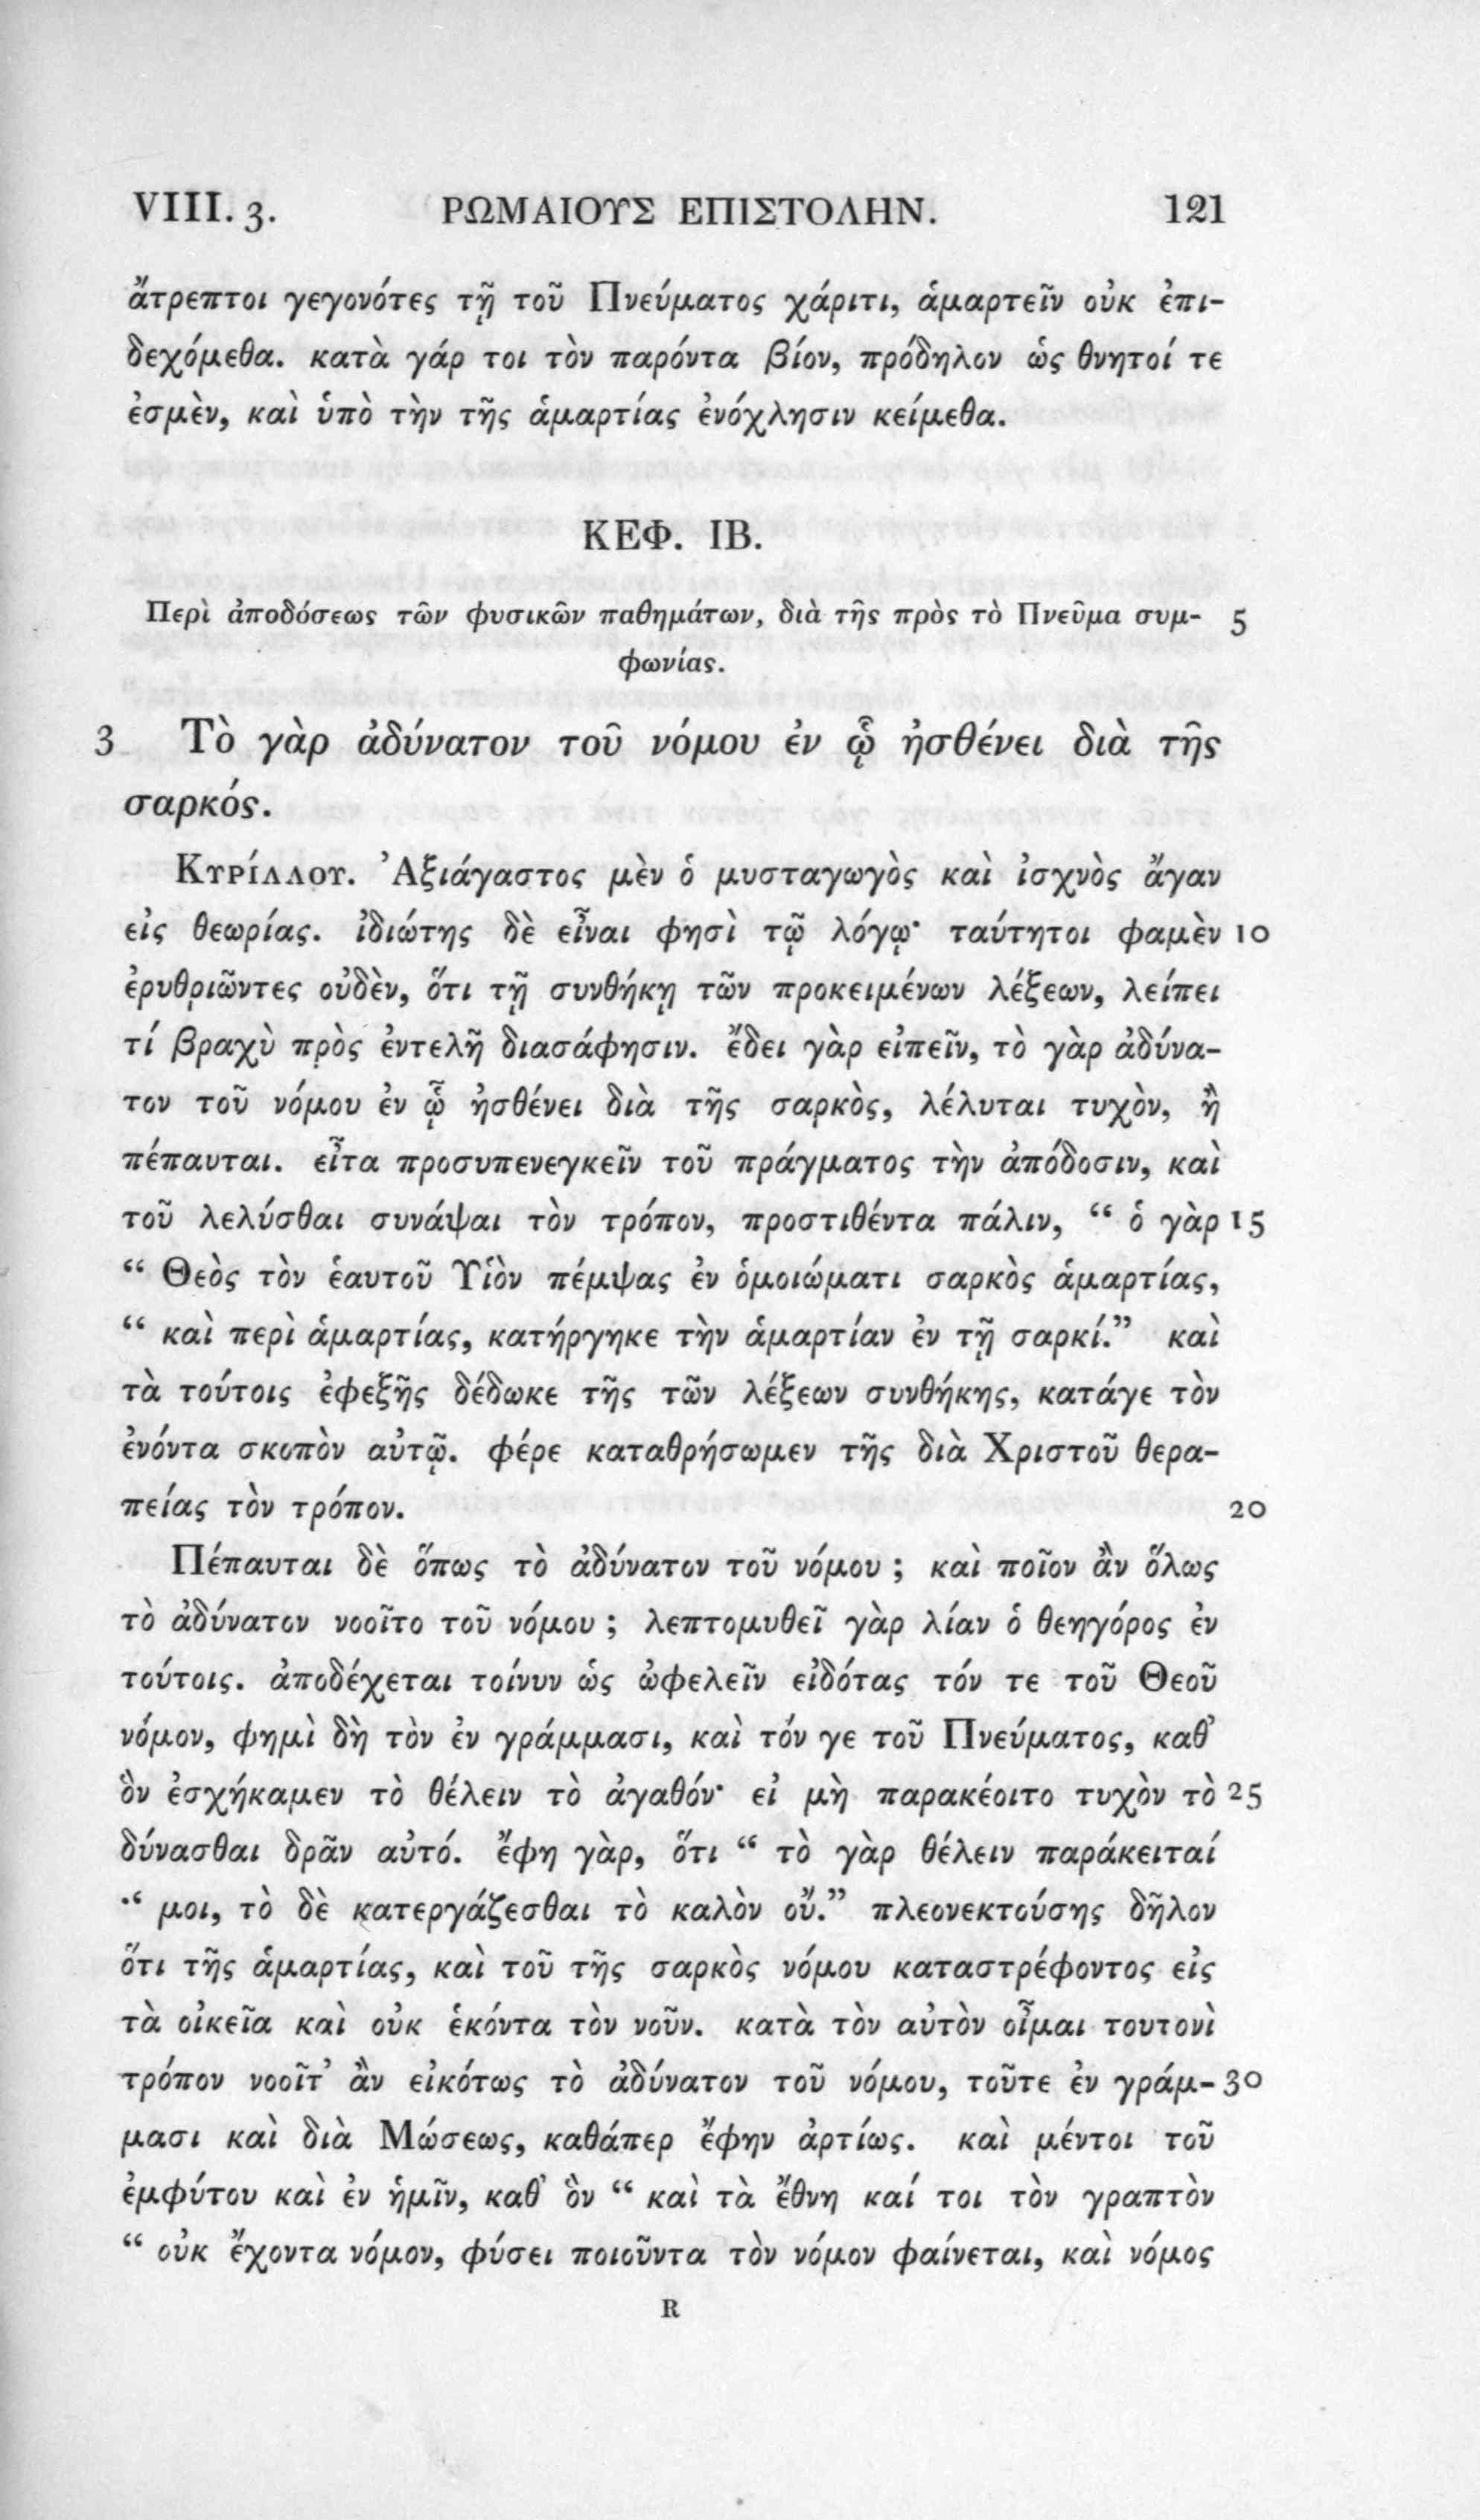 VIII. 3. ΡΩΜΑΙΟΥΣ ΕΠΙΣΤΟΛΗΝ. 121
ἄτρεπτοι γεγονότες τῇ τοῦ Πνεύματος χάριτι, ἁμαρτεῖν οὐκ ἐπι-
δεχόμεθα. κατὰ γάρ τοι τὸν παρόντα βίον, πρόδηλον ὡς θνητοί τε
ἐσμὲν, καὶ ὑπὸ τὴν τῆς ἁμαρτίας ἐνόχλησιν κείμεθα.
ΚΕΦ. ΙΒ.
Περὶ ἀποδόσεως τῶν φυσικῶν παθημάτων, διὰ τῆς πρὸς τὸ Πνεῦμα συμ- 5
φωνίας.
3 Τὸ γὰρ ἀδύνατον τοῦ νόμου ἐν ᾧ ἠσθένει διὰ τῆς
σαρκός.
Κυρίλλου. Ἀξιάγαστος μὲν ὁ μυσταγωγὸς καὶ ἰσχνὸς ἄγαν
εἰς θεωρίας. ἰδιώτης δὲ εἶναι φησὶ τῷ λόγῳ· ταύτητοι φαμὲν 10
ἐρυθριῶντες οὐδὲν, ὅτι τῇ συνθήκῃ τῶν προκειμένων λέξεων, λείπει
τί βραχὺ πρὸς ἐντελῆ διασάφησιν. ἔδει γὰρ εἰπεῖν, τὸ γὰρ ἀδύνα-
τον τοῦ νόμου ἐν ᾧ ἠσθένει διὰ τῆς σαρκὸς, λέλυται τυχὸν, ἢ
πέπαυται. εἶτα προσυπενεγκεῖν τοῦ πράγματος τὴν ἀπόδοσιν, καὶ
τοῦ λελύσθαι συνάψαι τὸν τρόπον, προστιθέντα πάλιν, “ ὁ γὰρ 15
“ Θεὸς τὸν ἑαυτοῦ Υἱὸν πέμψας ἐν ὁμοιώματι σαρκὸς ἁμαρτίας,
“ καὶ περὶ ἁμαρτίας, κατήργηκε τὴν ἁμαρτίαν ἐν τῇ σαρκί.” καὶ
τὰ τούτοις ἐφεξῆς δέδωκε τῆς τῶν λέξεων συνθήκης, κατάγε τὸν
ἐνόντα σκοπὸν αὐτῷ. φέρε καταθρήσωμεν τῆς διὰ Χριστοῦ θερα-
πείας τὸν τρόπον. 20
Πέπαυται δὲ ὅπως τὸ ἀδύνατον τοῦ νόμου ; καὶ ποῖον ἂν ὅλως
τὸ ἀδύνατον νοοῖτο τοῦ νόμου ; λεπτομυθεῖ γὰρ λίαν ὁ θεηγόρος ἐν
τούτοις. ἀποδέχεται τοίνυν ὡς ὠφελεῖν εἰδότας τόν τε τοῦ Θεοῦ
νόμον, φημὶ δὴ τὸν ἐν γράμμασι, καὶ τόν γε τοῦ Πνεύματος, καθ’
ὃν ἐσχήκαμεν τὸ θέλειν τὸ ἀγαθόν· εἰ μὴ παρακέοιτο τυχὸν τὸ 25
δύνασθαι δρᾶν αὐτό. ἔφη γὰρ, ὅτι “ τὸ γὰρ θέλειν παράκειταί
“ μοι, τὸ δὲ κατεργάζεσθαι τὸ καλὸν οὔ.” πλεονεκτούσης δῆλον
ὅτι τῆς ἁμαρτίας, καὶ τοῦ τῆς σαρκὸς νόμου καταστρέφοντος εἰς
τὰ οἰκεῖα καὶ οὐκ ἑκόντα τὸν νοῦν. κατὰ τὸν αὐτὸν οἶμαι τουτονὶ
τρόπον νοοῖτ’ ἂν εἰκότως τὸ ἀδύνατον τοῦ νόμου, τοῦτε ἐν γράμ- 30
μασι καὶ διὰ Μώσεως, καθάπερ ἔφην ἀρτίως. καὶ μέντοι τοῦ
ἐμφύτου καὶ ἐν ἡμῖν, καθ’ ὃν “ καὶ τὰ ἔθνη καί τοι τὸν γραπτὸν
“ οὐκ ἔχοντα νόμον, φύσει ποιοῦντα τὸν νόμον φαίνεται, καὶ νόμος
R